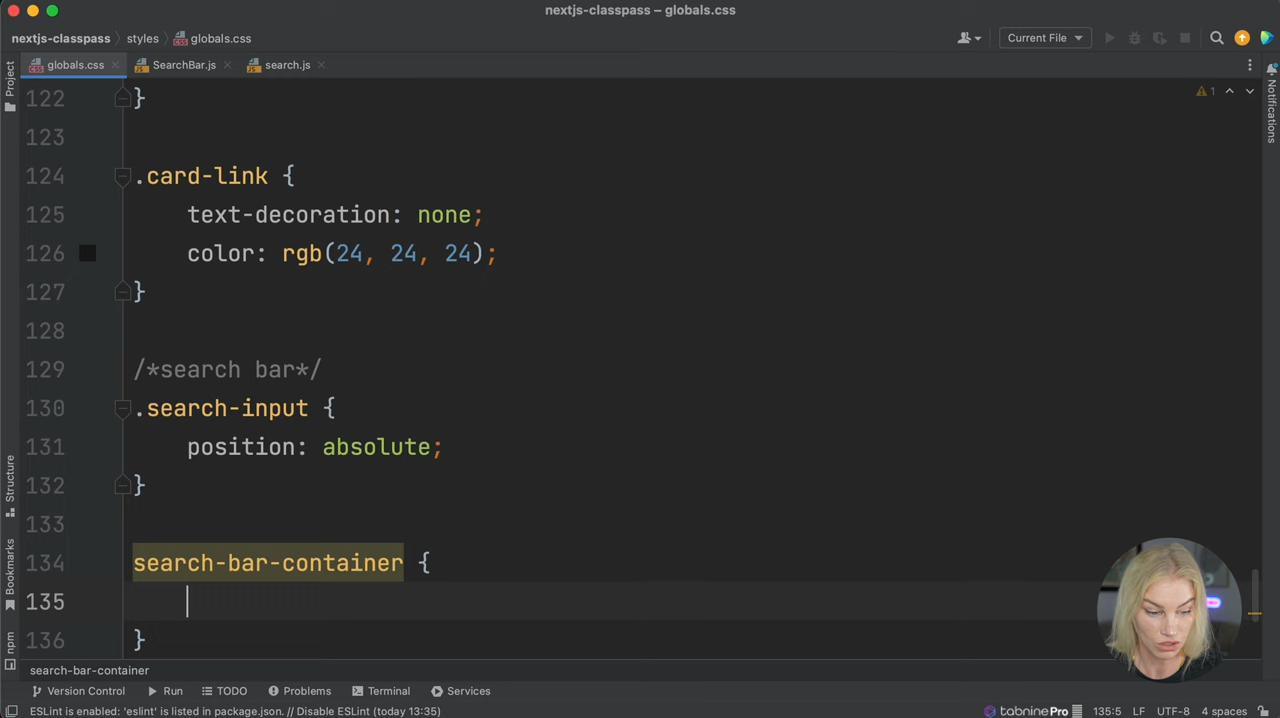 nextjs-classpass – globals.css
nextjs-classpass
styles
globals.css
Current File
globals.css
SearchBar.js
search.js
Project
Notifications
Structure
Bookmarks
npm
1
122 }
123
124 .card-link {
125 text-decoration: none;
126 color: rgb(24, 24, 24);
127 }
128
129 /*search bar*/
130 .search-input {
131 position: absolute;
132 }
133
134 search-bar-container {
135
136 }
search-bar-container
Version Control
Run
TODO
Problems
Terminal
Services
ESLint is enabled: 'eslint' is listed in package.json. // Disable ESLint (today 13:35)
tabnine Pro
135:5
LF
UTF-8
4 spaces